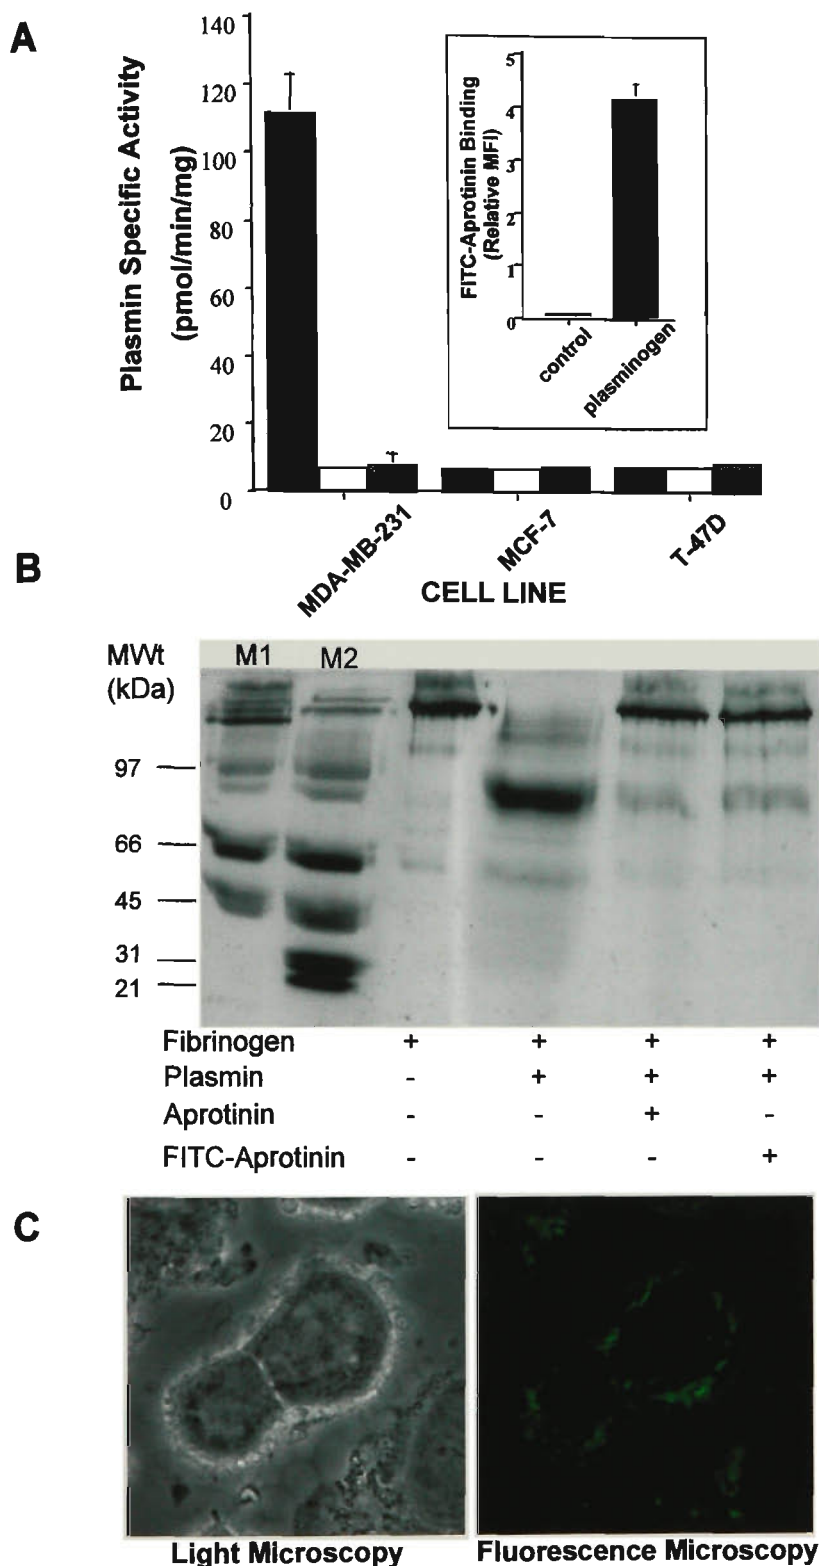 A
Plasmin Specific Activity
(pmol/min/mg)
140
120
100
80
60
40
20
0
FITC-Aprotinin Binding
(Relative MFI)
5
4
3
2
1
0
control
plasminogen
MDA-MB-231
MCF-7
T-47D
CELL LINE
B
MWt
(kDa)
M1
M2
97
66
45
31
21
Fibrinogen + + + +
Plasmin - + + +
Aprotinin - - + -
FITC-Aprotinin - - - +
C
Light Microscopy
Fluorescence Microscopy